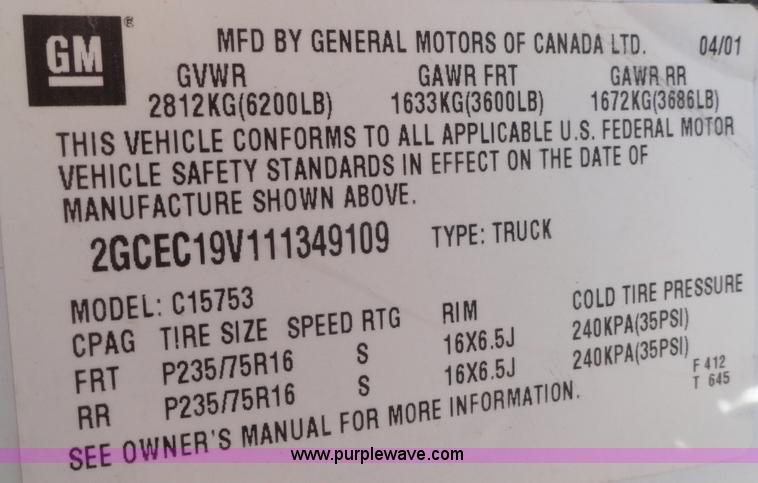 GM ®
MFD BY GENERAL MOTORS OF CANADA LTD. 04/01
GVWR GAWR FRT GAWR RR
2812KG(6200LB) 1633KG(3600LB) 1672KG(3686LB)
THIS VEHICLE CONFORMS TO ALL APPLICABLE U.S. FEDERAL MOTOR
VEHICLE SAFETY STANDARDS IN EFFECT ON THE DATE OF
MANUFACTURE SHOWN ABOVE.
2GCEC19V111349109 TYPE: TRUCK
MODEL: C15753
CPAG TIRE SIZE SPEED RTG RIM COLD TIRE PRESSURE
FRT P235/75R16 S 16X6.5J 240KPA(35PSI)
RR P235/75R16 S 16X6.5J 240KPA(35PSI)
F 412
T 645
SEE OWNER'S MANUAL FOR MORE INFORMATION.
www.purplewave.com